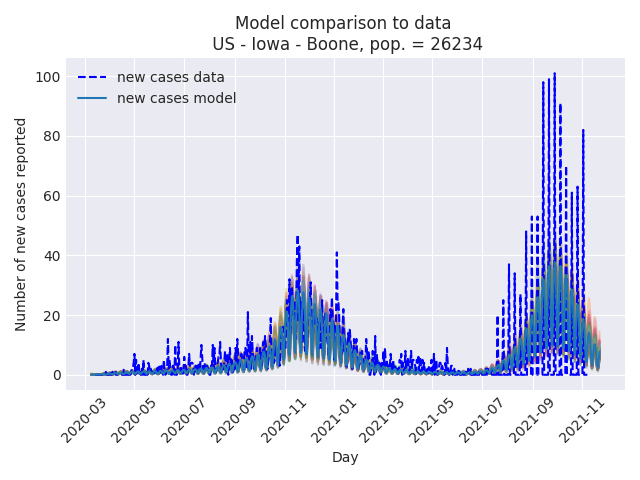 Model comparison to data
US - Iowa - Boone, pop. = 26234
new cases data
new cases model
Number of new cases reported
100
80
60
40
20
0
2020-03
2020-05
2020-07
2020-09
2020-11
2021-01
2021-03
2021-05
2021-07
2021-09
2021-11
Day